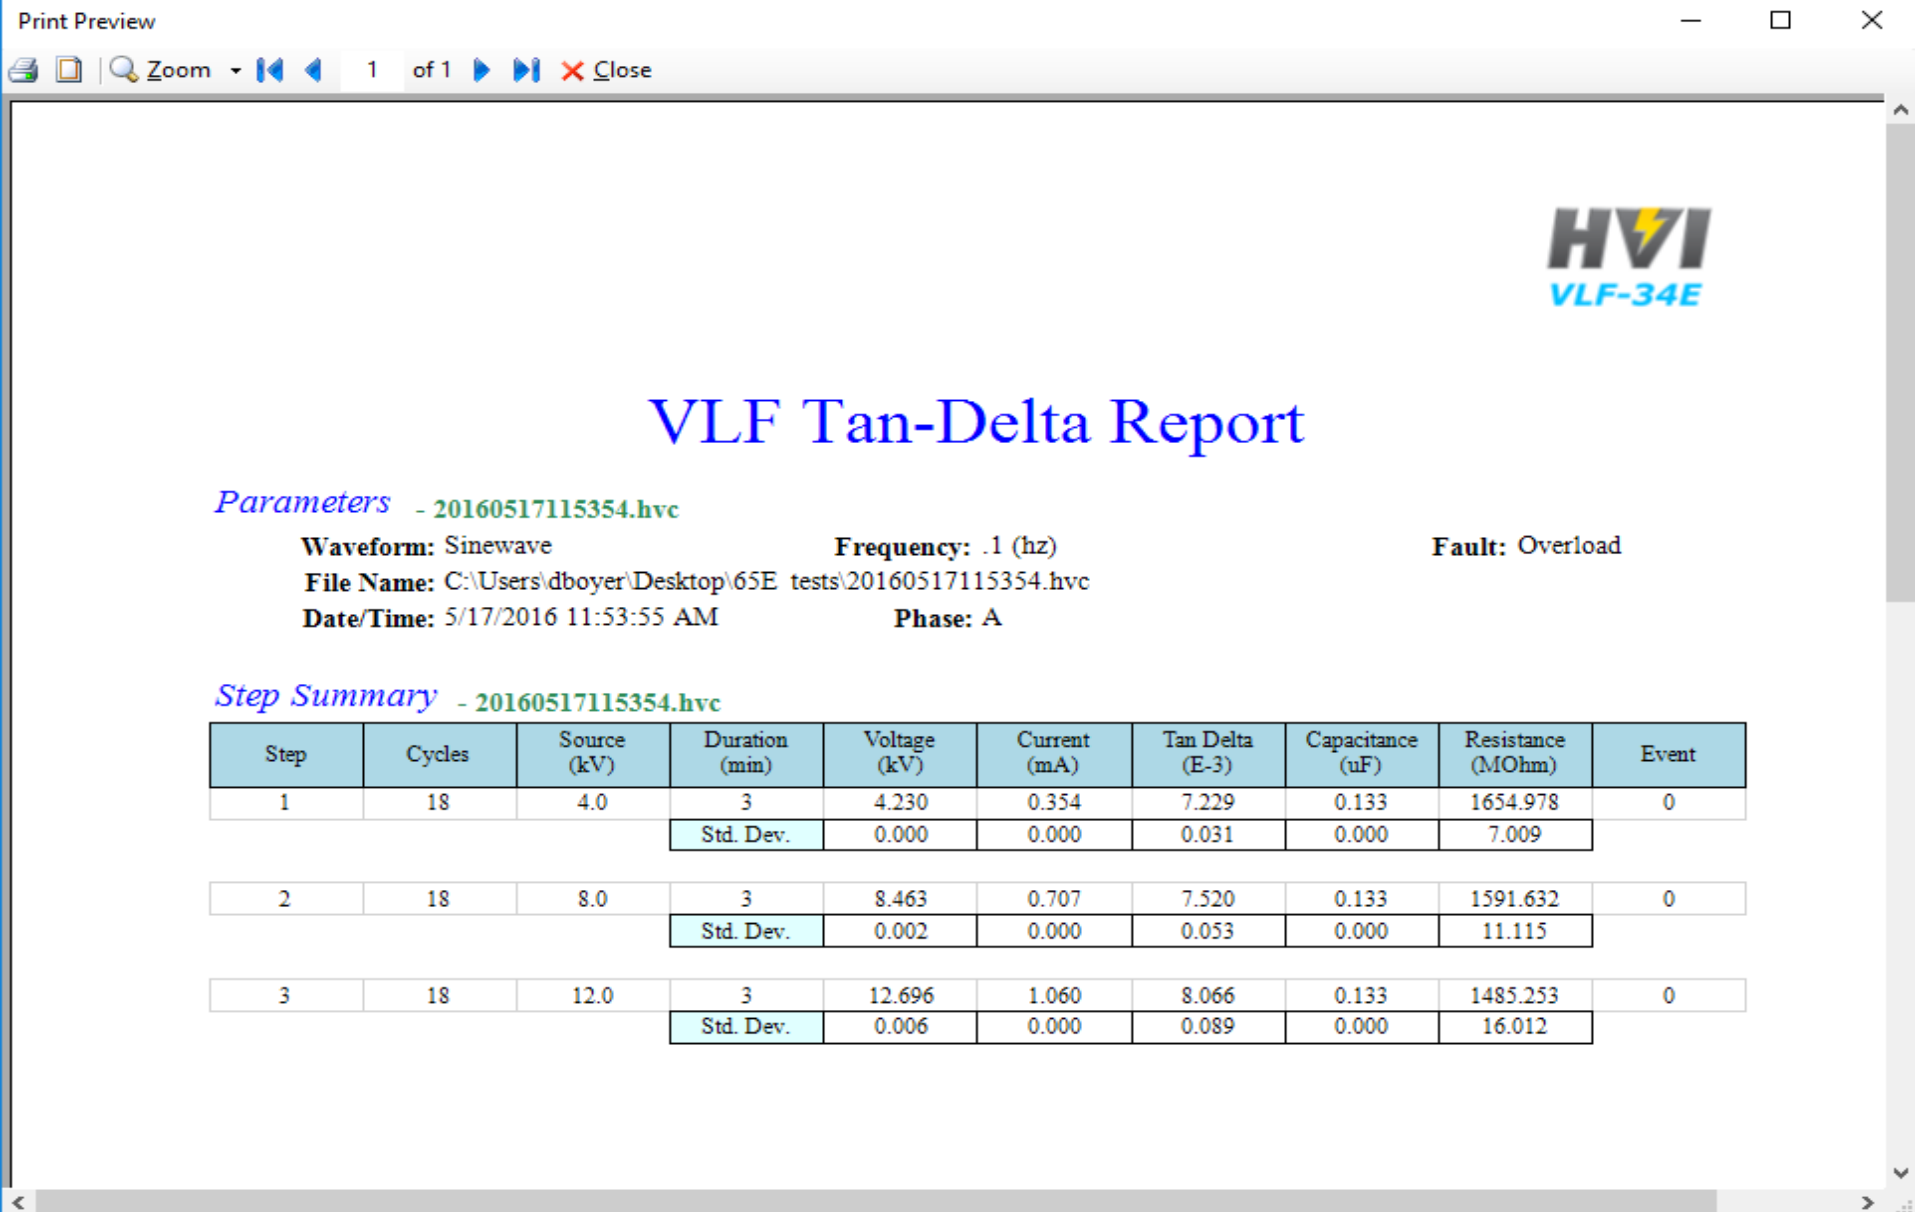 Print Preview
Zoom 1 of 1 Close
HVI
VLF-34E
VLF Tan-Delta Report
Parameters - 20160517115354.hvc
Waveform: Sinewave Frequency: .1 (hz) Fault: Overload
File Name: C:\Users\dboyer\Desktop\65E tests\20160517115354.hvc
Date/Time: 5/17/2016 11:53:55 AM Phase: A
Step Summary - 20160517115354.hvc
Step Cycles Source (kV) Duration (min) Voltage (kV) Current (mA) Tan Delta (E-3) Capacitance (uF) Resistance (MOhm) Event
1 18 4.0 3 4.230 0.354 7.229 0.133 1654.978 0
Std. Dev. 0.000 0.000 0.031 0.000 7.009
2 18 8.0 3 8.463 0.707 7.520 0.133 1591.632 0
Std. Dev. 0.002 0.000 0.053 0.000 11.115
3 18 12.0 3 12.696 1.060 8.066 0.133 1485.253 0
Std. Dev. 0.006 0.000 0.089 0.000 16.012